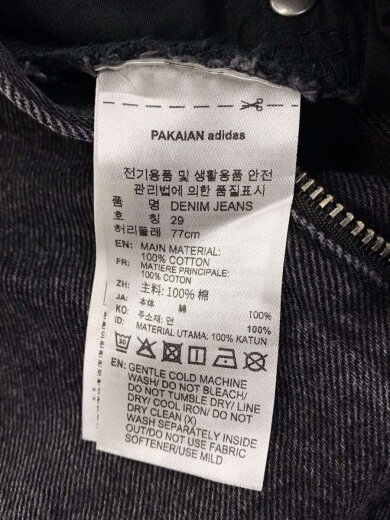 PAKAIAN adidas
전기용품 및 생활용품 안전
관리법에 의한 품질표시
품 명 DENIM JEANS
호 칭 29
허리둘레 77cm
EN: MAIN MATERIAL:
100% COTTON
FR: MATIERE PRINCIPALE:
100% COTON
ZH: 主料: 100% 棉
JA: 本体 綿 100%
KO: 주소재: 면 100%
ID: MATERIAL UTAMA: 100% KATUN
30
EN: GENTLE COLD MACHINE
WASH/ DO NOT BLEACH/
DO NOT TUMBLE DRY/ LINE
DRY/ COOL IRON/ DO NOT
DRY CLEAN (X)
WASH SEPARATELY INSIDE
OUT/DO NOT USE FABRIC
SOFTENER/USE MILD